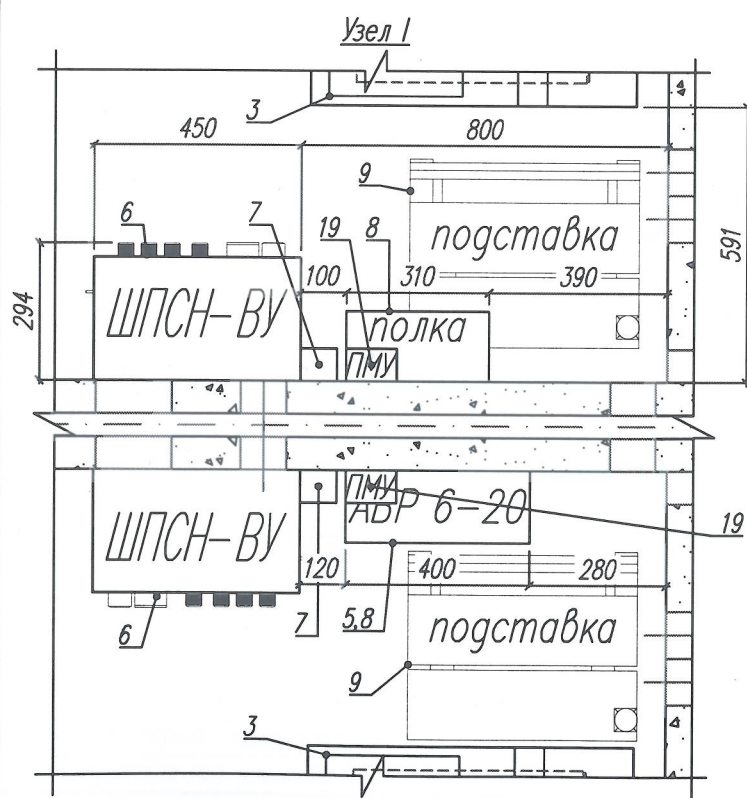 Узел I
3
450
800
9
6
7
19
8
подставка
591
100
310
390
294
ШПСН-ВУ
полка
ПМУ
ПМУ
АВР 6-20
19
ШПСН-ВУ
120
400
280
6
7
5,8
подставка
9
3